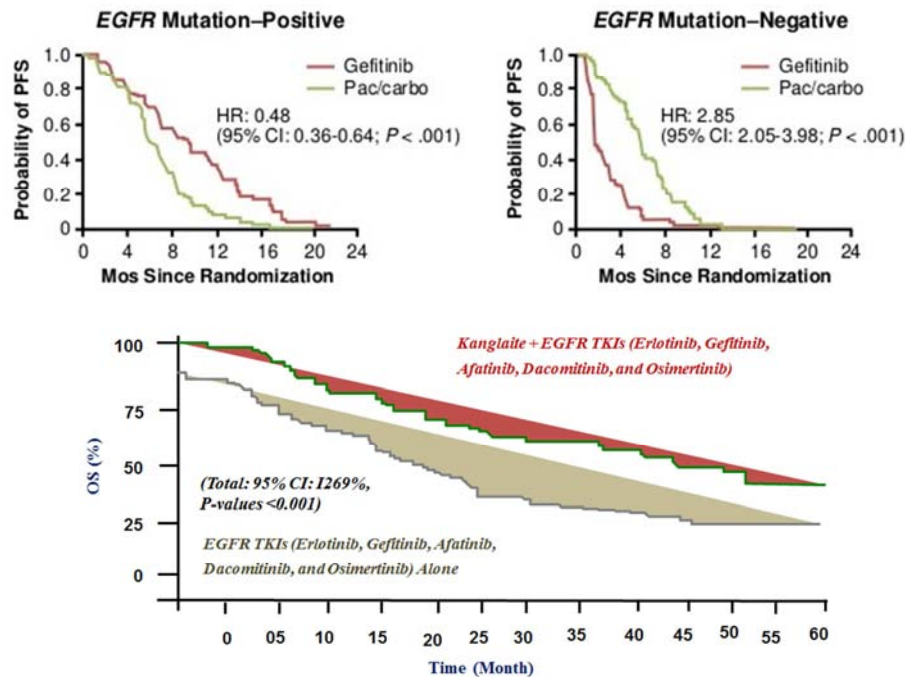 EGFR Mutation–Positive
1.0
0.8
0.6
0.4
0.2
0
Probability of PFS
Gefitinib
Pac/carbo
HR: 0.48
(95% CI: 0.36-0.64; P < .001)
0 4 8 12 16 20 24
Mos Since Randomization
EGFR Mutation–Negative
1.0
0.8
0.6
0.4
0.2
0
Probability of PFS
Gefitinib
Pac/carbo
HR: 2.85
(95% CI: 2.05-3.98; P < .001)
0 4 8 12 16 20 24
Mos Since Randomization
100
75
50
25
0
OS (%)
Kanglaite + EGFR TKIs (Erlotinib, Gefitinib,
Afatinib, Dacomitinib, and Osimertinib)
(Total: 95% CI: I269%,
P-values <0.001)
EGFR TKIs (Erlotinib, Gefitinib, Afatinib,
Dacomitinib, and Osimertinib) Alone
0 05 10 15 20 25 30 35 40 45 55 60
Time (Month)